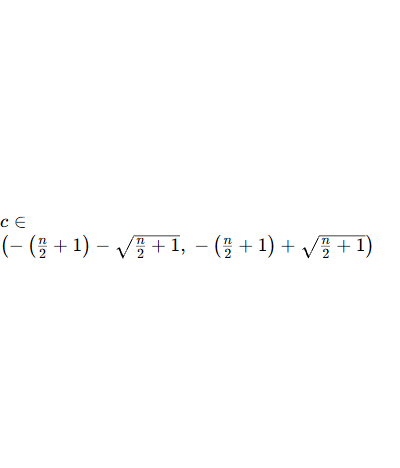 c ∈
(− (n/2 + 1) − √(n/2 + 1), − (n/2 + 1) + √(n/2 + 1))